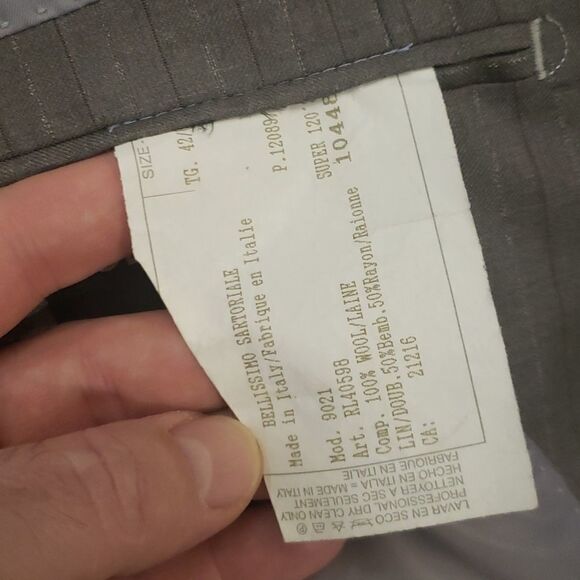 SIZE:
TG. 42/
P.12089
SUPER 120'
10448
BELLISSIMO SARTORIALE
Made in Italy/Fabrique en Italie
Mod. 9021
Art. RL40598
Comp. 100% WOOL/LAINE
LIN/DOUB.50%Bemb.50%Rayon/Raionne
21216
CA:
PROFESSIONAL DRY CLEAN ONLY
NETTOYER A SEC SEULEMENT
LAVAR EN SECO
HECHO EN ITALIA = MADE IN ITALY
FABRIQUE EN ITALIE